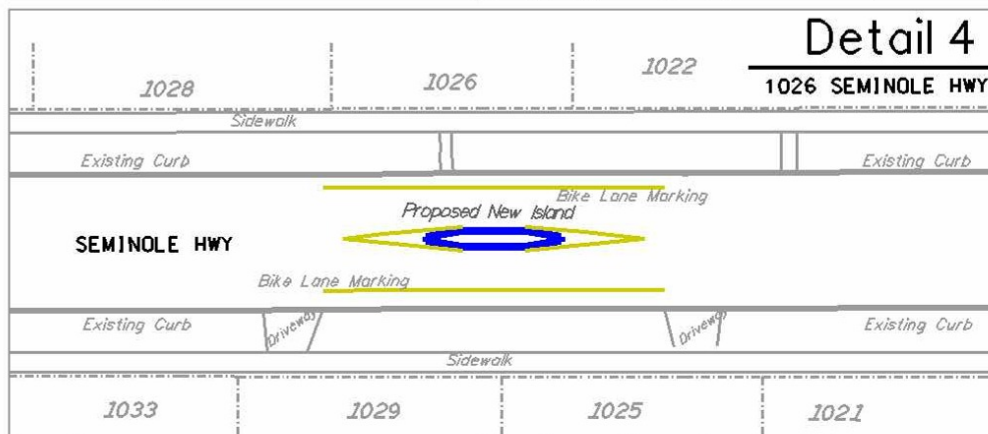 Detail 4
1026 SEMINOLE HWY
1028
1026
1022
Sidewalk
Existing Curb
Existing Curb
Bike Lane Marking
Proposed New Island
SEMINOLE HWY
Bike Lane Marking
Existing Curb
Driveway
Driveway
Existing Curb
Sidewalk
1033
1029
1025
1021